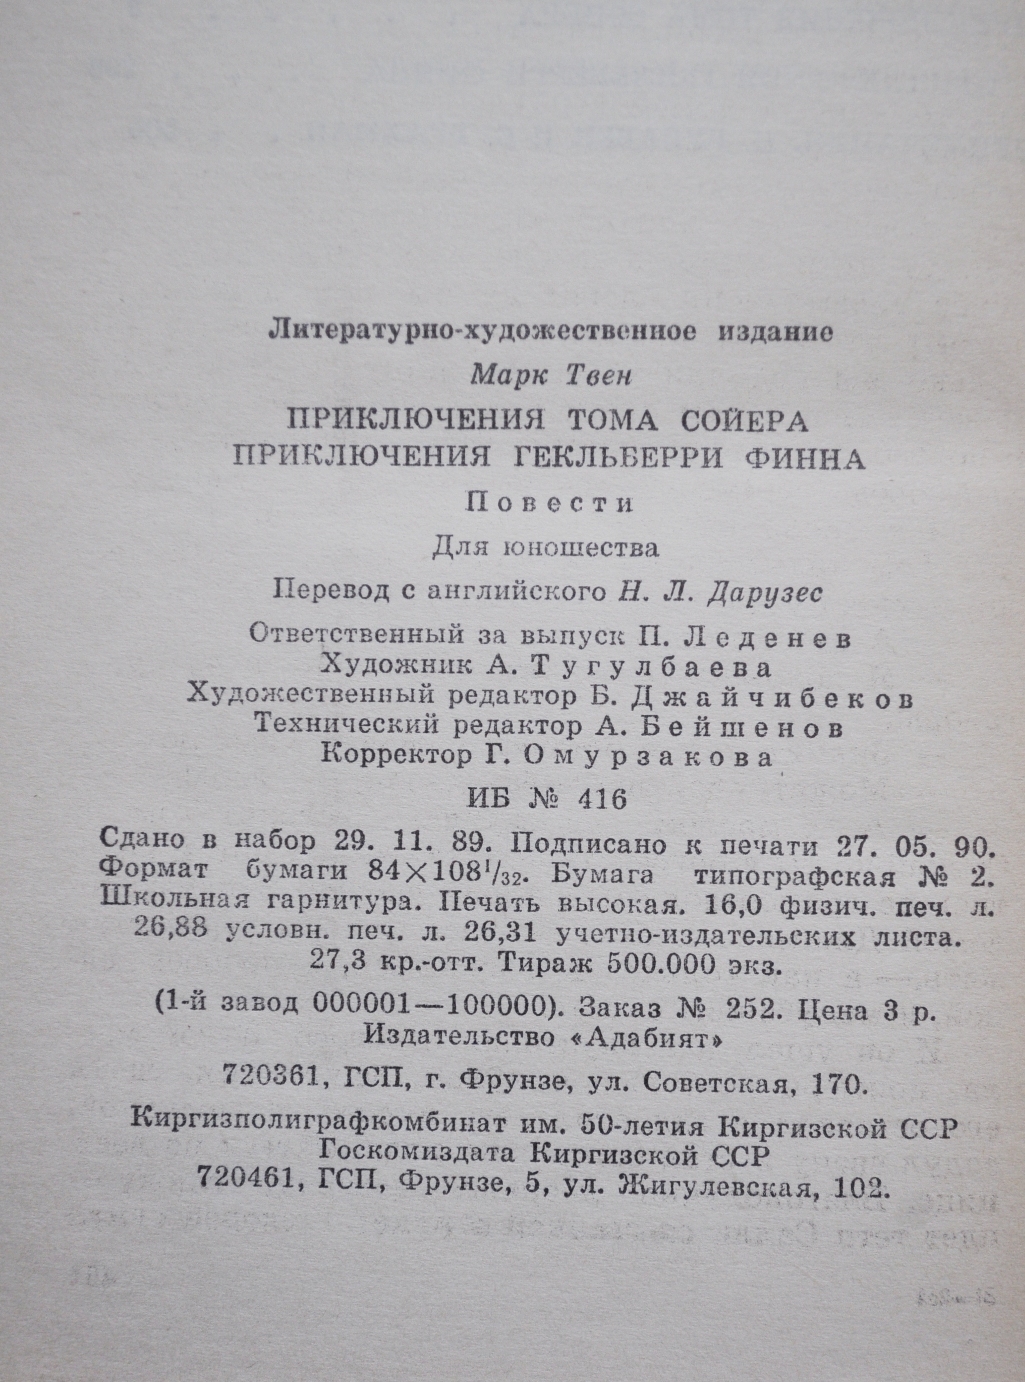 Литературно-художественное издание
Марк Твен
ПРИКЛЮЧЕНИЯ ТОМА СОЙЕРА
ПРИКЛЮЧЕНИЯ ГЕКЛЬБЕРРИ ФИННА
Повести
Для юношества
Перевод с английского Н. Л. Дарузес
Ответственный за выпуск П. Леденев
Художник А. Тугулбаева
Художественный редактор Б. Джайчибеков
Технический редактор А. Бейшенов
Корректор Г. Омурзакова
ИБ № 416
Сдано в набор 29. 11. 89. Подписано к печати 27. 05. 90.
Формат бумаги 84×108¹/₃₂. Бумага типографская № 2.
Школьная гарнитура. Печать высокая. 16,0 физич. печ. л.
26,88 условн. печ. л. 26,31 учетно-издательских листа.
27,3 кр.-отт. Тираж 500.000 экз.
(1-й завод 000001—100000). Заказ № 252. Цена 3 р.
Издательство «Адабият»
720361, ГСП, г. Фрунзе, ул. Советская, 170.
Киргизполиграфкомбинат им. 50-летия Киргизской ССР
Госкомиздата Киргизской ССР
720461, ГСП, Фрунзе, 5, ул. Жигулевская, 102.